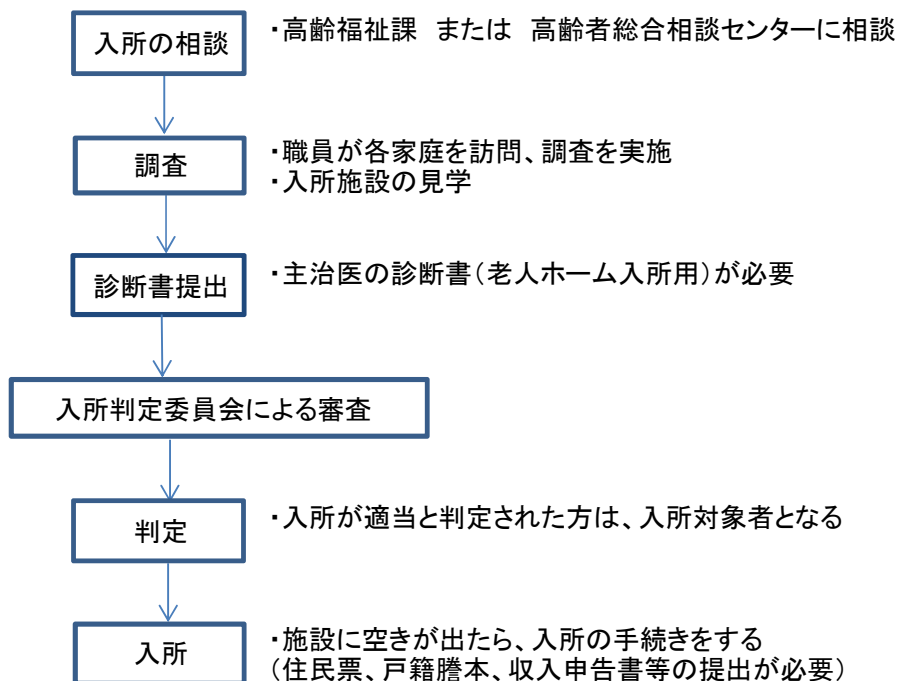 入所の相談
・高齢福祉課 または 高齢者総合相談センターに相談
調査
・職員が各家庭を訪問、調査を実施
・入所施設の見学
診断書提出
・主治医の診断書（老人ホーム入所用）が必要
入所判定委員会による審査
判定
・入所が適当と判定された方は、入所対象者となる
入所
・施設に空きが出たら、入所の手続きをする
（住民票、戸籍謄本、収入申告書等の提出が必要）